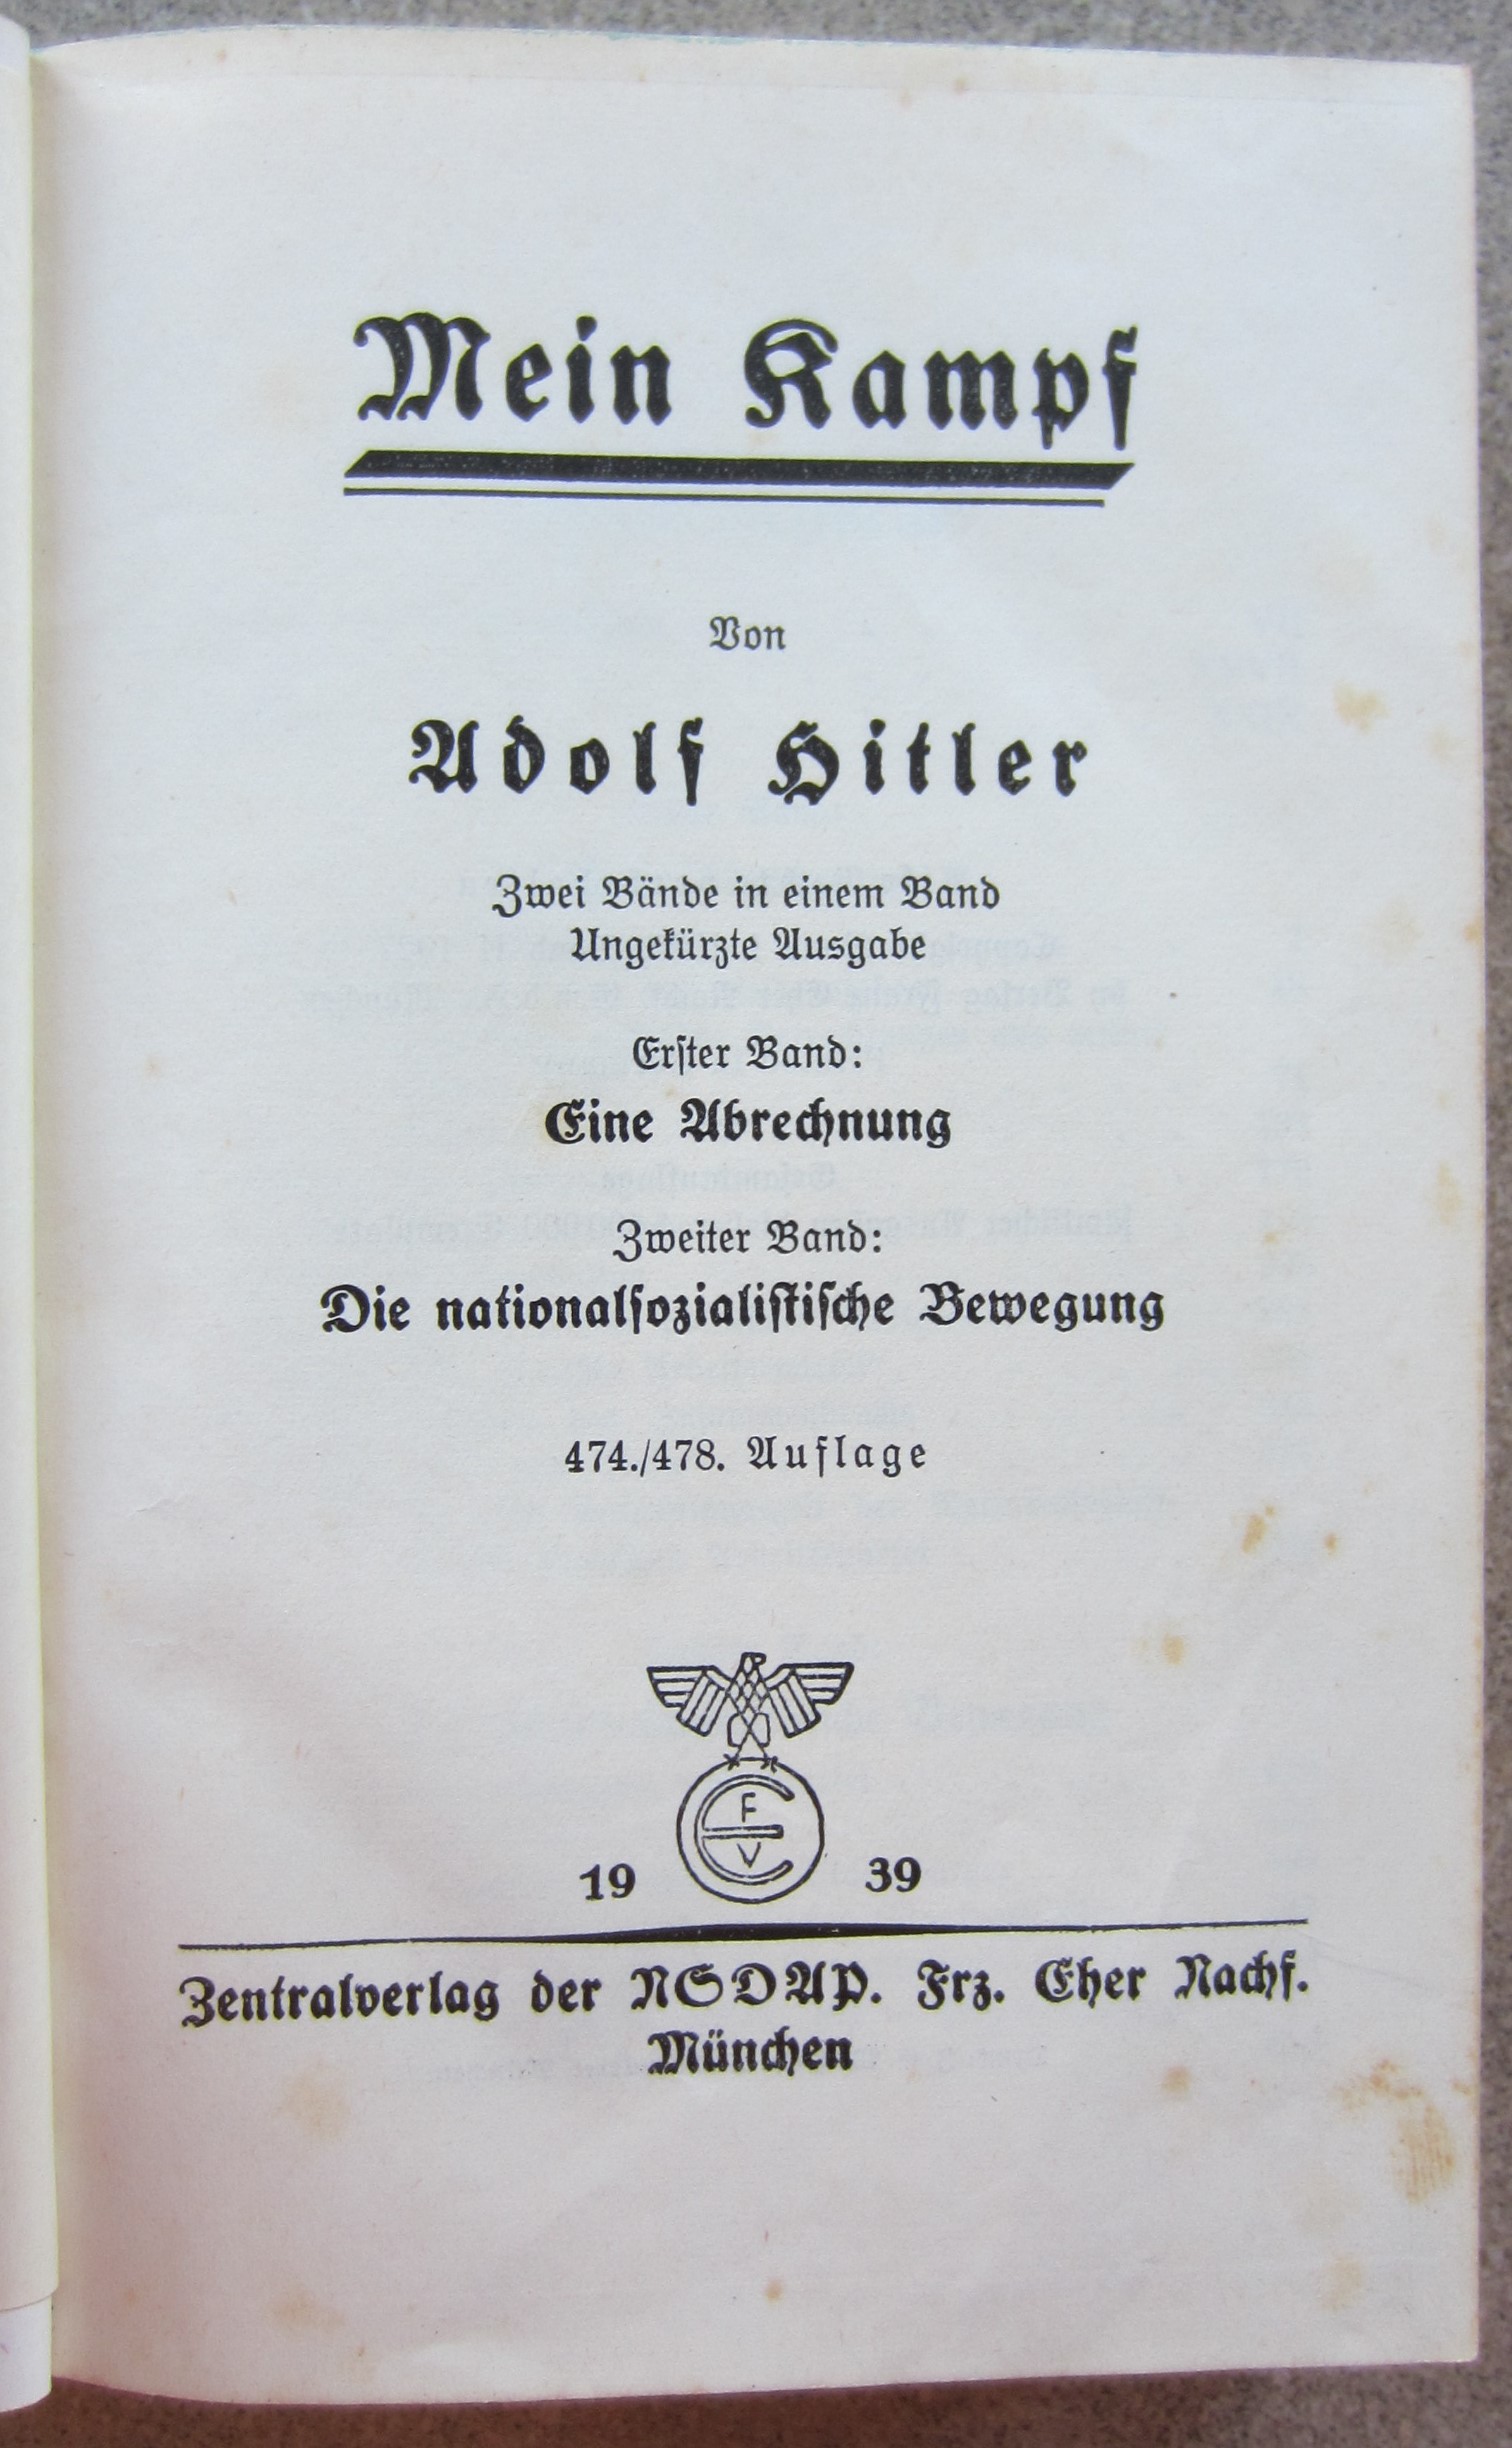 Mein Kampf
Von
Adolf Hitler
Zwei Bände in einem Band
Ungekürzte Ausgabe
Erſter Band:
Eine Abrechnung
Zweiter Band:
Die nationalſozialiſtiſche Bewegung
474./478. Auflage
F
E
V
19 39
Zentralverlag der NSDAP. Frz. Eher Nachf.
München